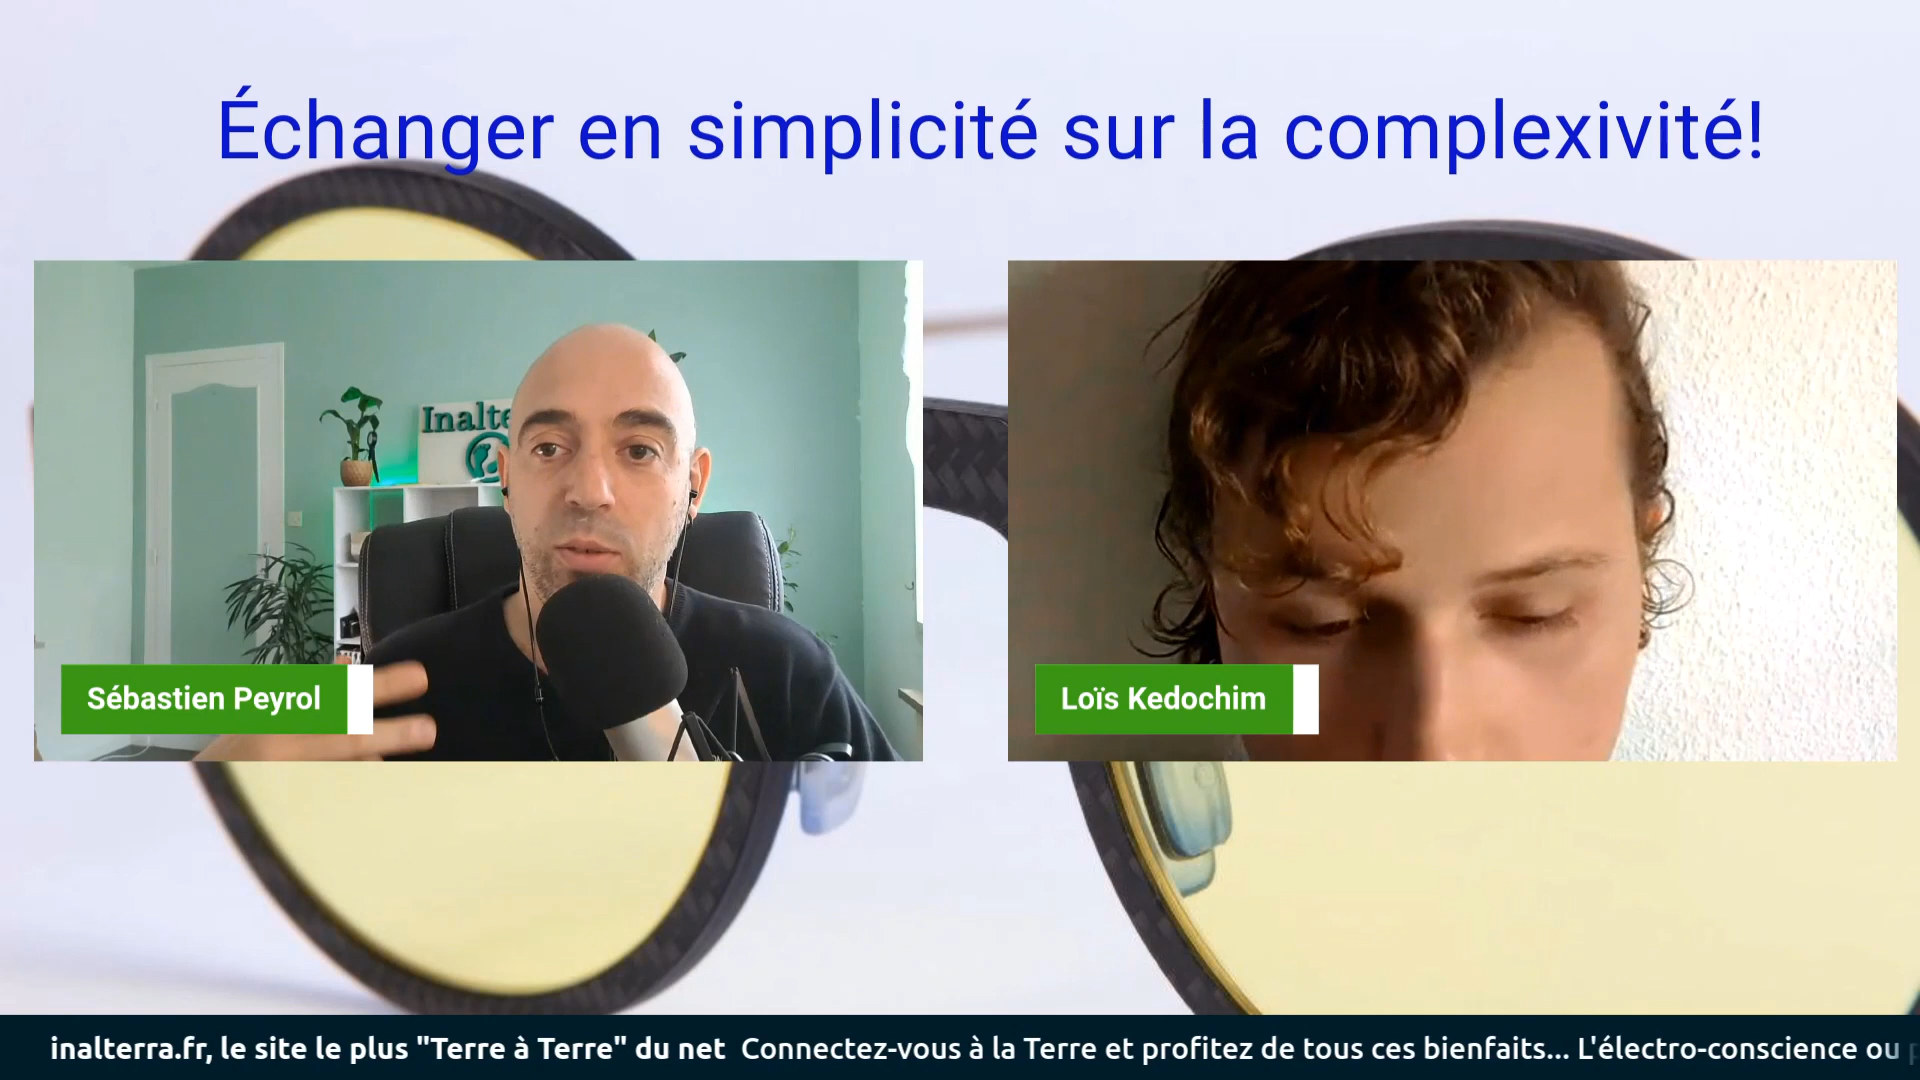 Échanger en simplicité sur la complexivité!
Inalte
Sébastien Peyrol
Loïs Kedochim
inalterra.fr, le site le plus "Terre à Terre" du net Connectez-vous à la Terre et profitez de tous ces bienfaits... L'électro-conscience ou